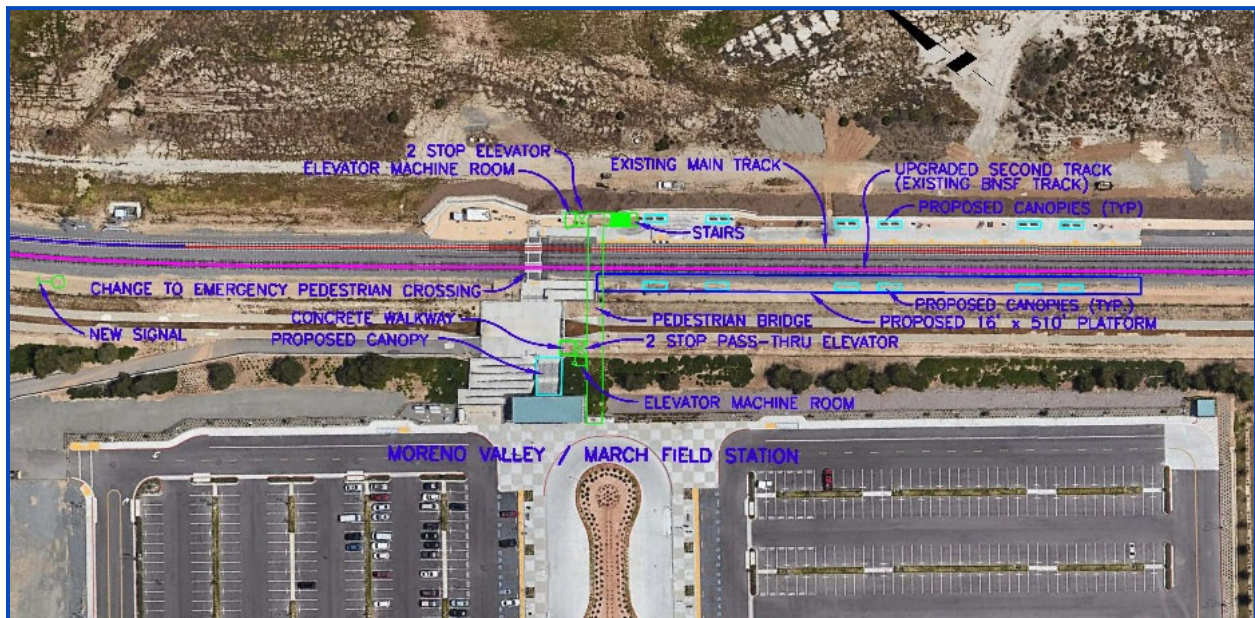 2 STOP ELEVATOR
ELEVATOR MACHINE ROOM
EXISTING MAIN TRACK
UPGRADED SECOND TRACK
(EXISTING BNSF TRACK)
PROPOSED CANOPIES (TYP)
STAIRS
CHANGE TO EMERGENCY PEDESTRIAN CROSSING
PROPOSED CANOPIES (TYP.)
NEW SIGNAL
CONCRETE WALKWAY
PEDESTRIAN BRIDGE
PROPOSED 16' x 510' PLATFORM
PROPOSED CANOPY
2 STOP PASS-THRU ELEVATOR
ELEVATOR MACHINE ROOM
MORENO VALLEY / MARCH FIELD STATION